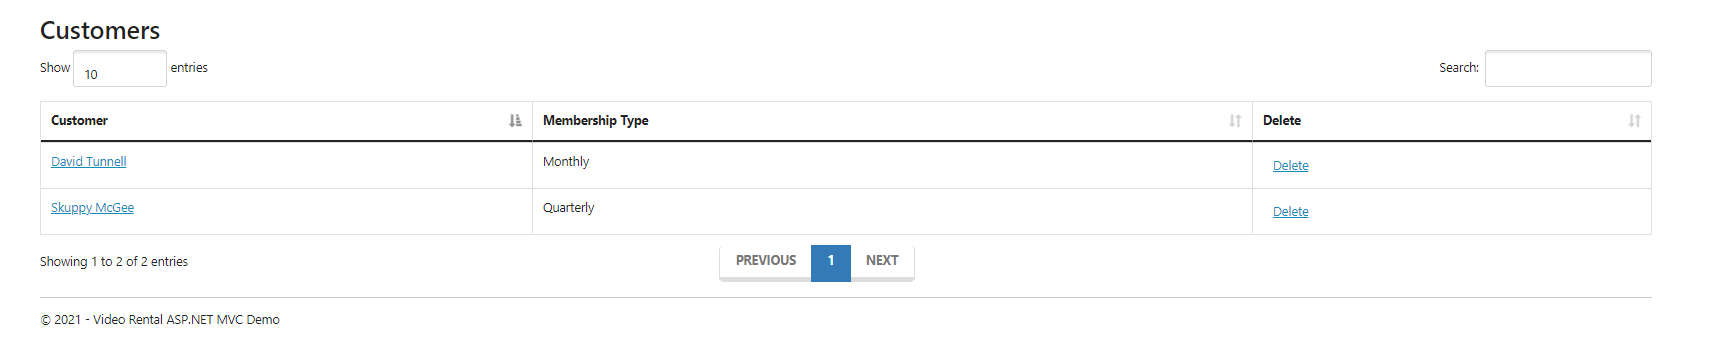 Customers
Show 10 entries Search:
Customer Membership Type Delete
David Tunnell Monthly Delete
Skuppy McGee Quarterly Delete
Showing 1 to 2 of 2 entries PREVIOUS 1 NEXT
© 2021 - Video Rental ASP.NET MVC Demo